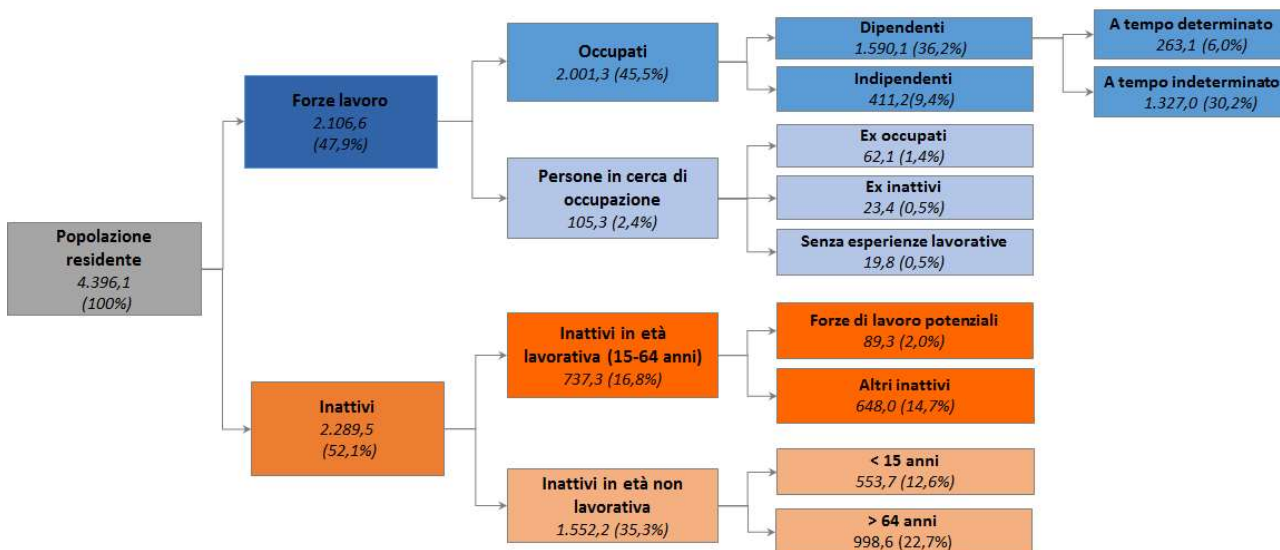 Popolazione
residente
4.396,1
(100%)
Forze lavoro
2.106,6
(47,9%)
Occupati
2.001,3 (45,5%)
Dipendenti
1.590,1 (36,2%)
A tempo determinato
263,1 (6,0%)
A tempo indeterminato
1.327,0 (30,2%)
Indipendenti
411,2(9,4%)
Persone in cerca di
occupazione
105,3 (2,4%)
Ex occupati
62,1 (1,4%)
Ex inattivi
23,4 (0,5%)
Senza esperienze lavorative
19,8 (0,5%)
Inattivi
2.289,5
(52,1%)
Inattivi in età
lavorativa (15-64 anni)
737,3 (16,8%)
Forze di lavoro potenziali
89,3 (2,0%)
Altri inattivi
648,0 (14,7%)
Inattivi in età non
lavorativa
1.552,2 (35,3%)
< 15 anni
553,7 (12,6%)
> 64 anni
998,6 (22,7%)